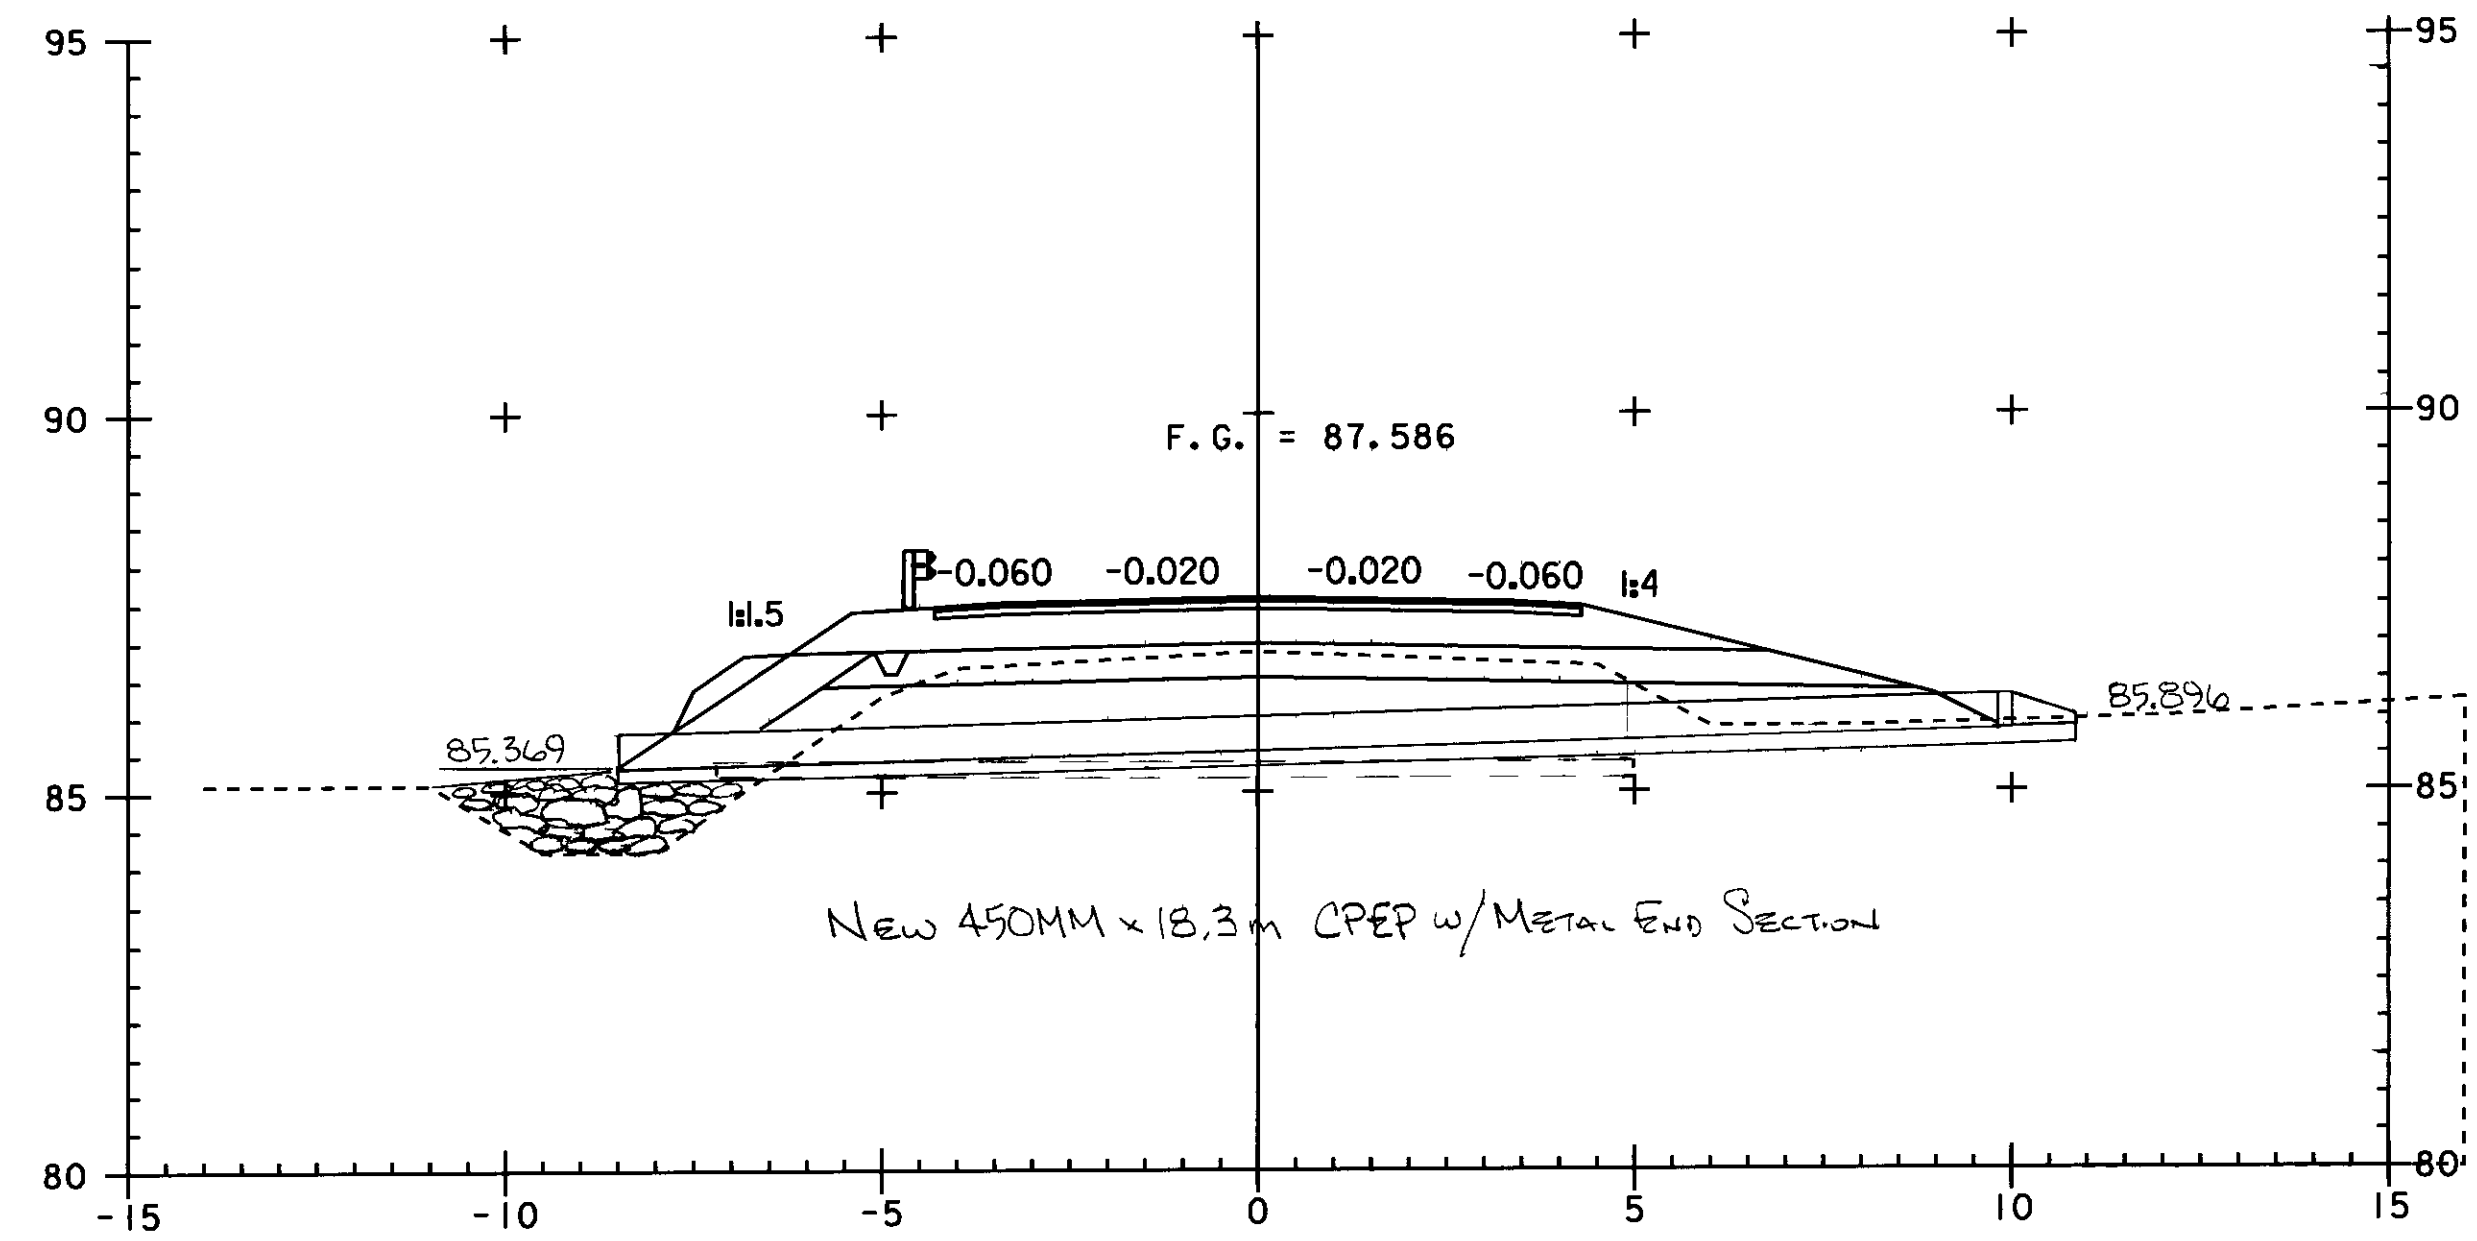 95 95
90 90
F.G. = 87.586
-0.060 -0.020 -0.020 -0.060 1:4
1:1.5
85.896
85.369
85 85
NEW 450MM x 18.3m CPEP w/METAL END SECTION
80 80
-15 -10 -5 0 5 10 15